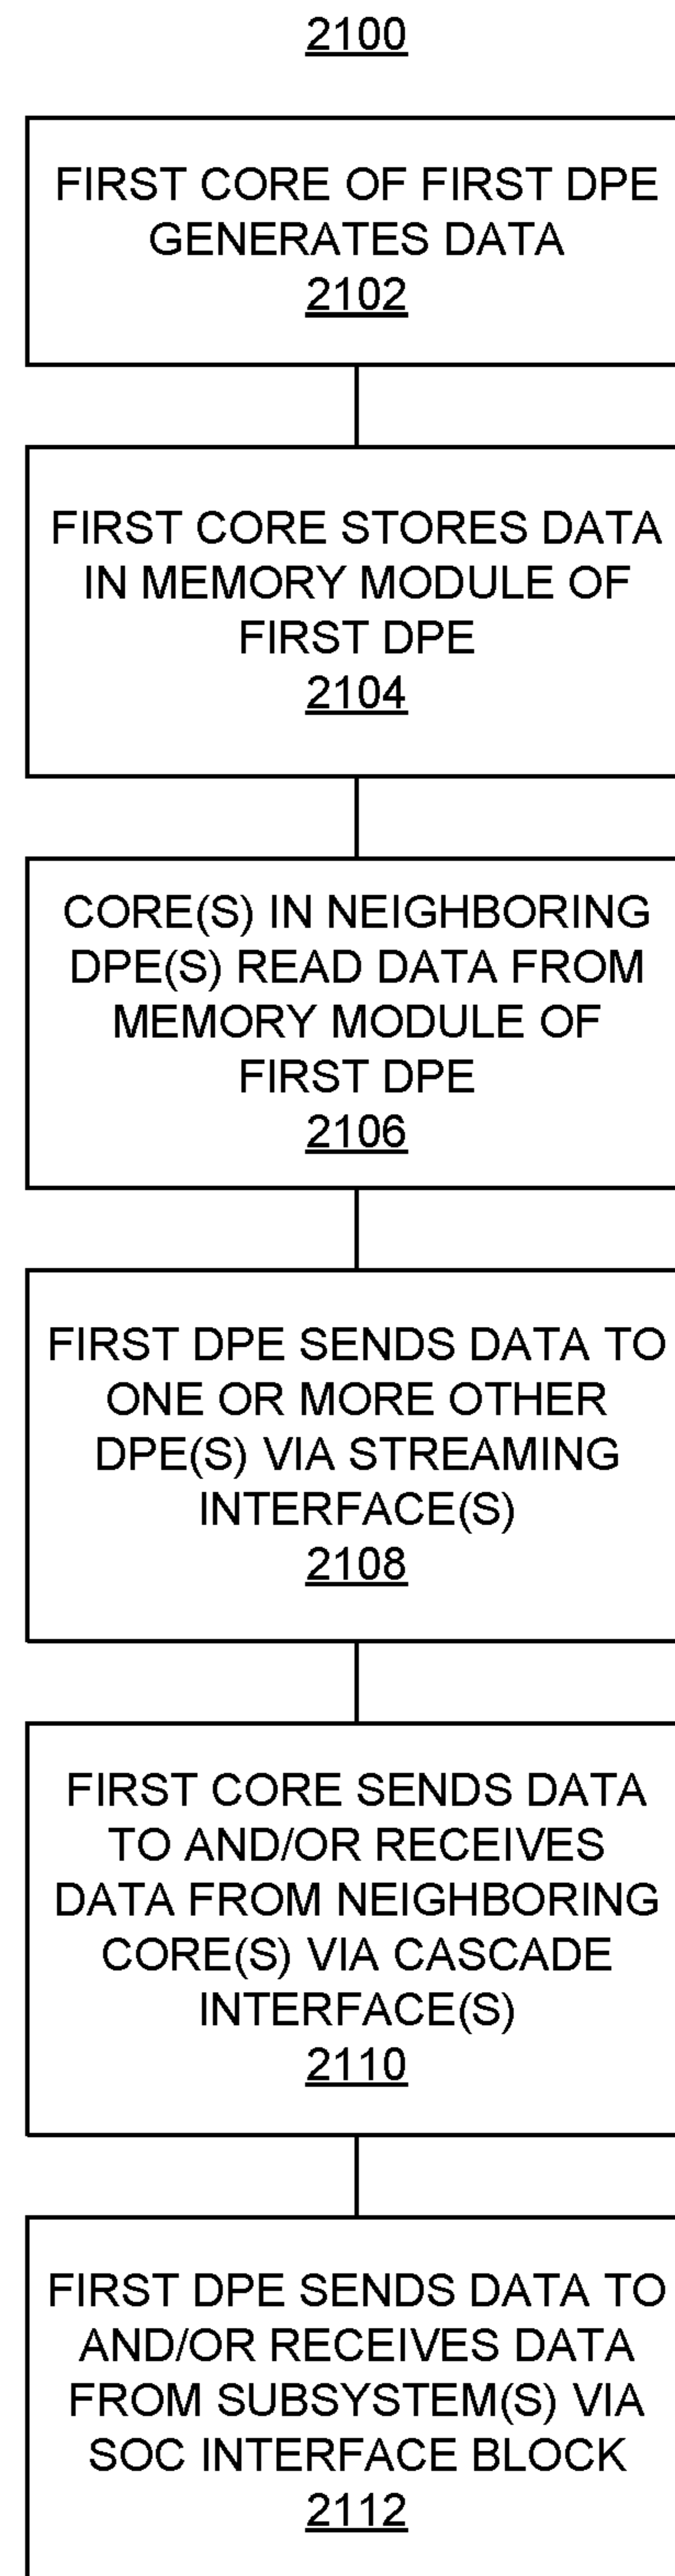 2100
FIRST CORE OF FIRST DPE
GENERATES DATA
2102
FIRST CORE STORES DATA
IN MEMORY MODULE OF
FIRST DPE
2104
CORE(S) IN NEIGHBORING
DPE(S) READ DATA FROM
MEMORY MODULE OF
FIRST DPE
2106
FIRST DPE SENDS DATA TO
ONE OR MORE OTHER
DPE(S) VIA STREAMING
INTERFACE(S)
2108
FIRST CORE SENDS DATA
TO AND/OR RECEIVES
DATA FROM NEIGHBORING
CORE(S) VIA CASCADE
INTERFACE(S)
2110
FIRST DPE SENDS DATA TO
AND/OR RECEIVES DATA
FROM SUBSYSTEM(S) VIA
SOC INTERFACE BLOCK
2112